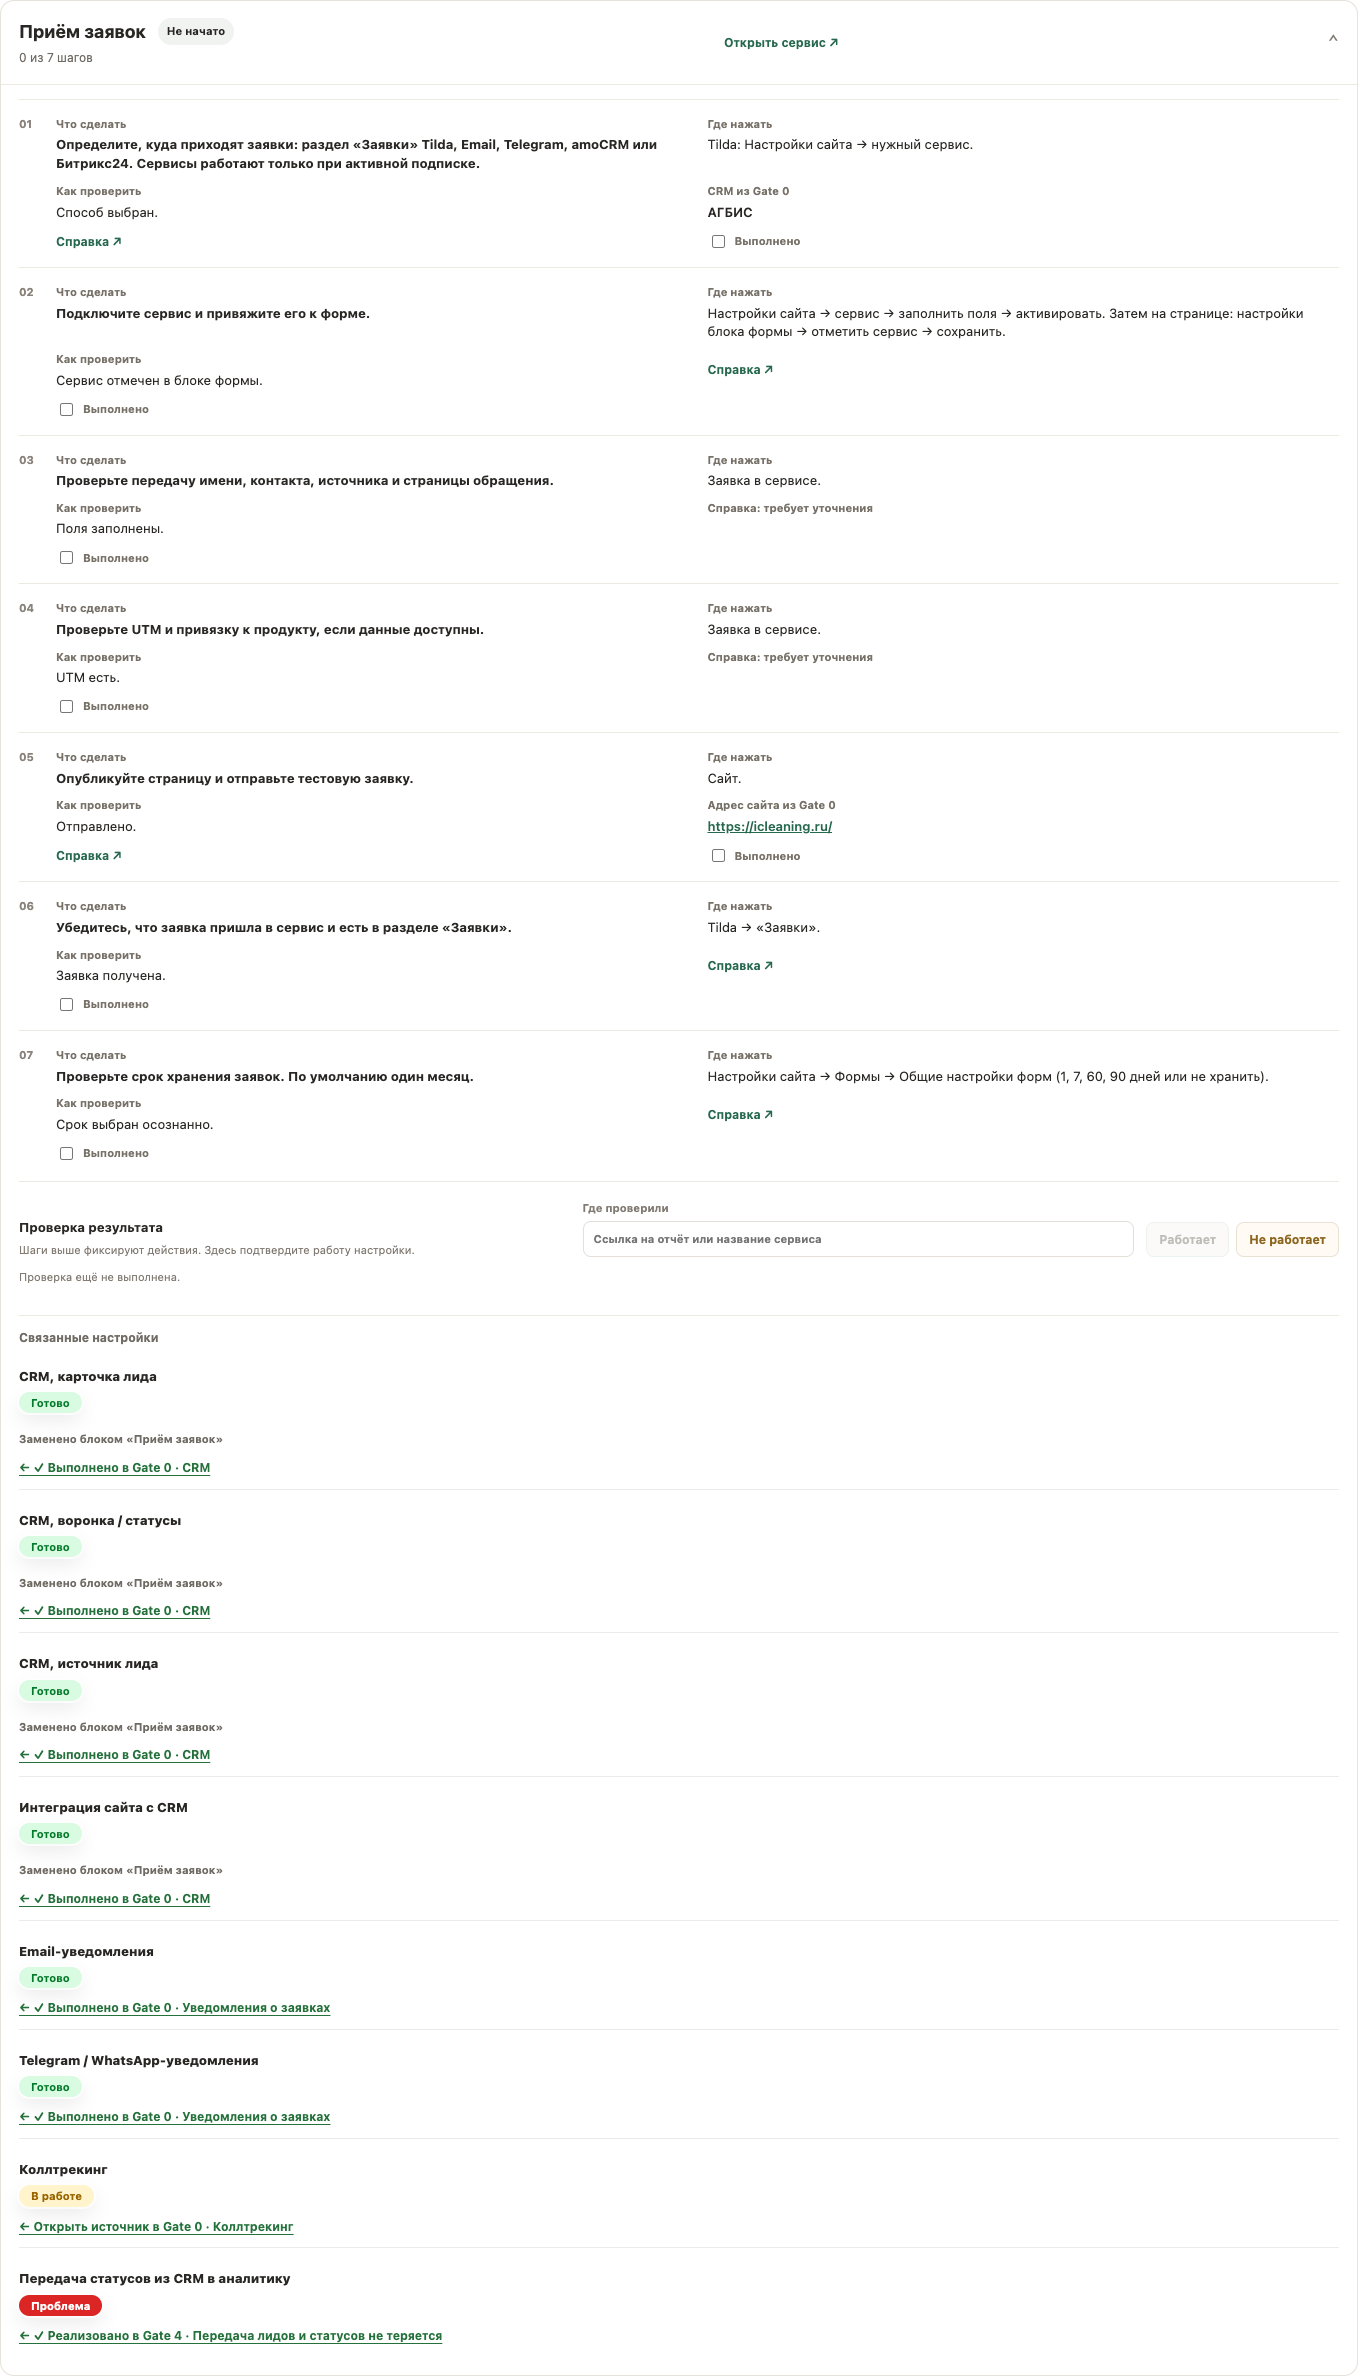 Приём заявок
Не начато
0 из 7 шагов
Открыть сервис ↗
01
Что сделать
Определите, куда приходят заявки: раздел «Заявки» Tilda, Email, Telegram, amoCRM или
Битрикс24. Сервисы работают только при активной подписке.
Где нажать
Tilda: Настройки сайта → нужный сервис.
Как проверить
Способ выбран.
CRM из Gate 0
АГБИС
Справка ↗
Выполнено
02
Что сделать
Подключите сервис и привяжите его к форме.
Где нажать
Настройки сайта → сервис → заполнить поля → активировать. Затем на странице: настройки
блока формы → отметить сервис → сохранить.
Как проверить
Сервис отмечен в блоке формы.
Справка ↗
Выполнено
03
Что сделать
Проверьте передачу имени, контакта, источника и страницы обращения.
Где нажать
Заявка в сервисе.
Как проверить
Поля заполнены.
Справка: требует уточнения
Выполнено
04
Что сделать
Проверьте UTM и привязку к продукту, если данные доступны.
Где нажать
Заявка в сервисе.
Как проверить
UTM есть.
Справка: требует уточнения
Выполнено
05
Что сделать
Опубликуйте страницу и отправьте тестовую заявку.
Где нажать
Сайт.
Как проверить
Отправлено.
Адрес сайта из Gate 0
https://icleaning.ru/
Справка ↗
Выполнено
06
Что сделать
Убедитесь, что заявка пришла в сервис и есть в разделе «Заявки».
Где нажать
Tilda → «Заявки».
Как проверить
Заявка получена.
Справка ↗
Выполнено
07
Что сделать
Проверьте срок хранения заявок. По умолчанию один месяц.
Где нажать
Настройки сайта → Формы → Общие настройки форм (1, 7, 60, 90 дней или не хранить).
Как проверить
Срок выбран осознанно.
Справка ↗
Выполнено
Проверка результата
Шаги выше фиксируют действия. Здесь подтвердите работу настройки.
Проверка ещё не выполнена.
Где проверили
Ссылка на отчёт или название сервиса
Работает
Не работает
Связанные настройки
CRM, карточка лида
Готово
Заменено блоком «Приём заявок»
← ✓ Выполнено в Gate 0 · CRM
CRM, воронка / статусы
Готово
Заменено блоком «Приём заявок»
← ✓ Выполнено в Gate 0 · CRM
CRM, источник лида
Готово
Заменено блоком «Приём заявок»
← ✓ Выполнено в Gate 0 · CRM
Интеграция сайта с CRM
Готово
Заменено блоком «Приём заявок»
← ✓ Выполнено в Gate 0 · CRM
Email-уведомления
Готово
← ✓ Выполнено в Gate 0 · Уведомления о заявках
Telegram / WhatsApp-уведомления
Готово
← ✓ Выполнено в Gate 0 · Уведомления о заявках
Коллтрекинг
В работе
← Открыть источник в Gate 0 · Коллтрекинг
Передача статусов из CRM в аналитику
Проблема
← ✓ Реализовано в Gate 4 · Передача лидов и статусов не теряется